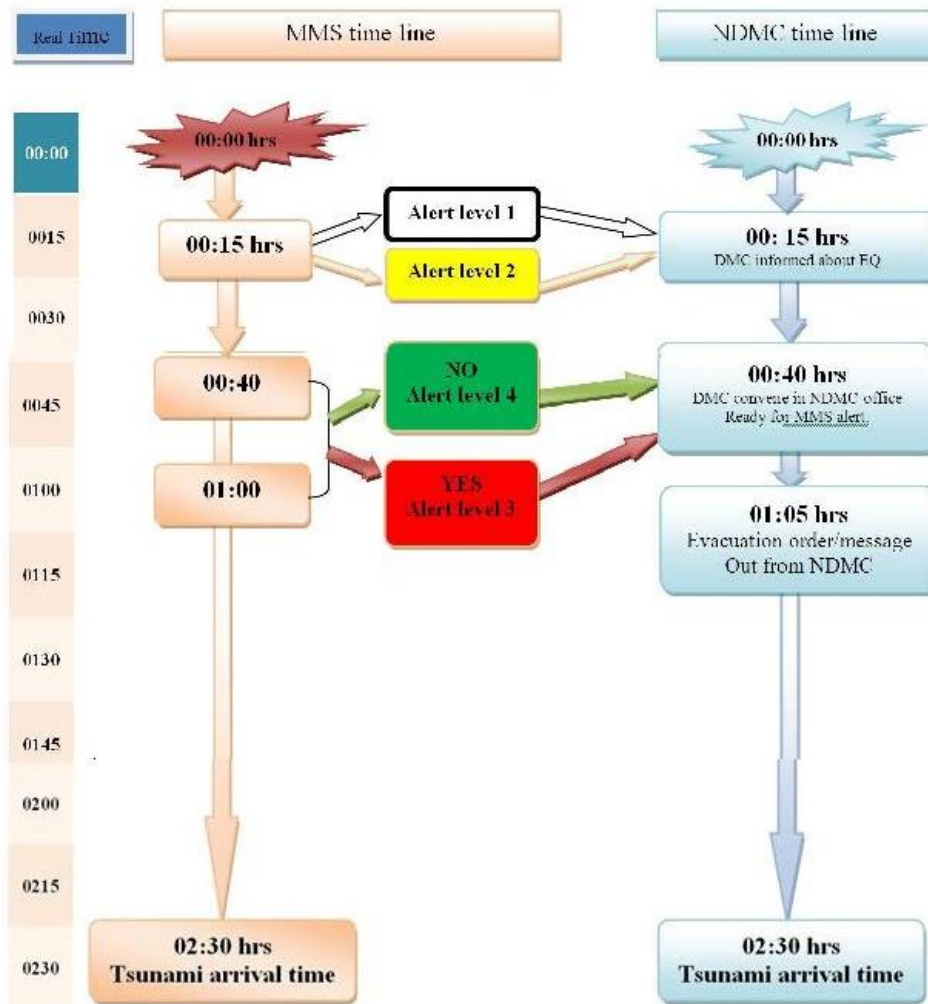 Real Time
MMS time line
NDMC time line
00:00
00:00 hrs
00:00 hrs
0015
00:15 hrs
Alert level 1
Alert level 2
00: 15 hrs
DMC informed about EQ
0030
0045
00:40
NO
Alert level 4
00:40 hrs
DMC convene in NDMC office
Ready for MMS alert.
0100
01:00
YES
Alert level 3
01:05 hrs
Evacuation order/message
Out from NDMC
0115
0130
0145
0200
0215
0230
02:30 hrs
Tsunami arrival time
02:30 hrs
Tsunami arrival time